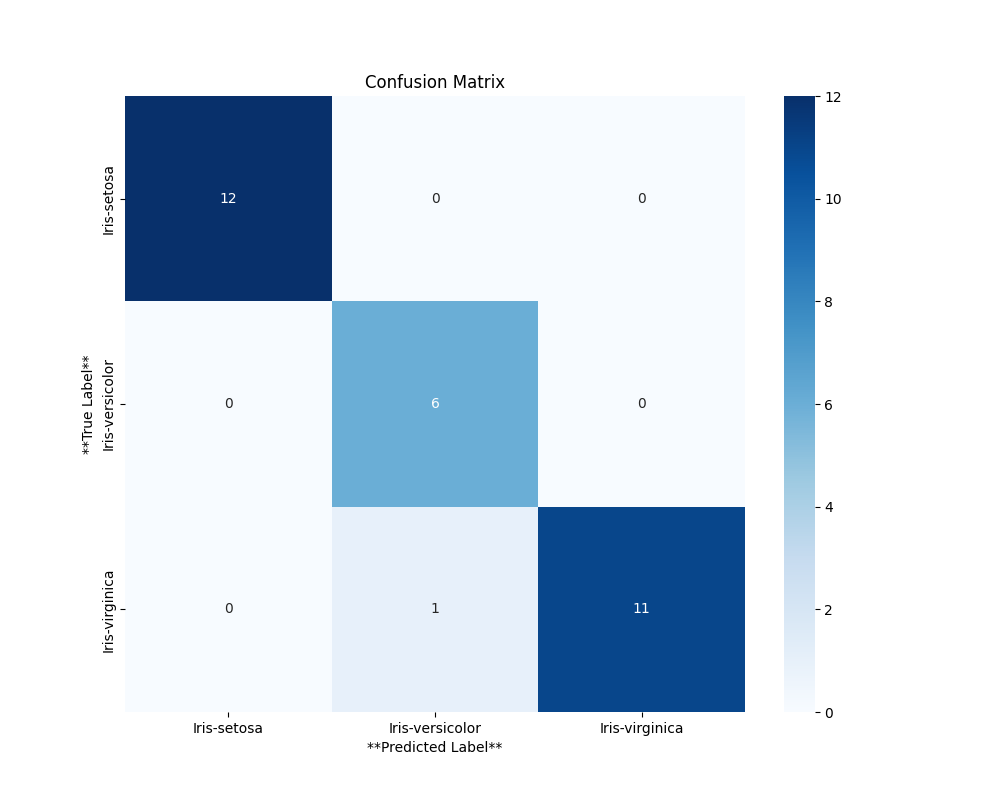 Confusion Matrix
Iris-setosa
12 0 0
**True Label**
Iris-versicolor
0 6 0
Iris-virginica
0 1 11
Iris-setosa Iris-versicolor Iris-virginica
**Predicted Label**
12
10
8
6
4
2
0